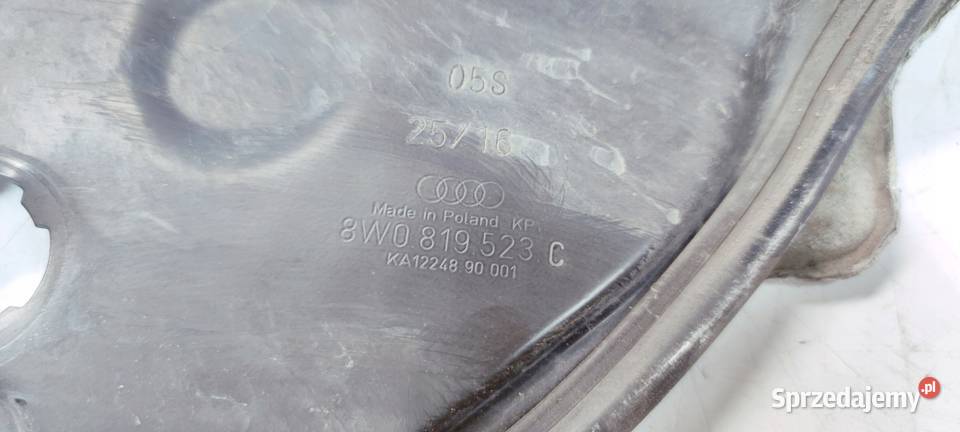 05S
25/16
Made in Poland KP
8W0 819 523 C
KA12248 90 001
Sprzedajemy.pl